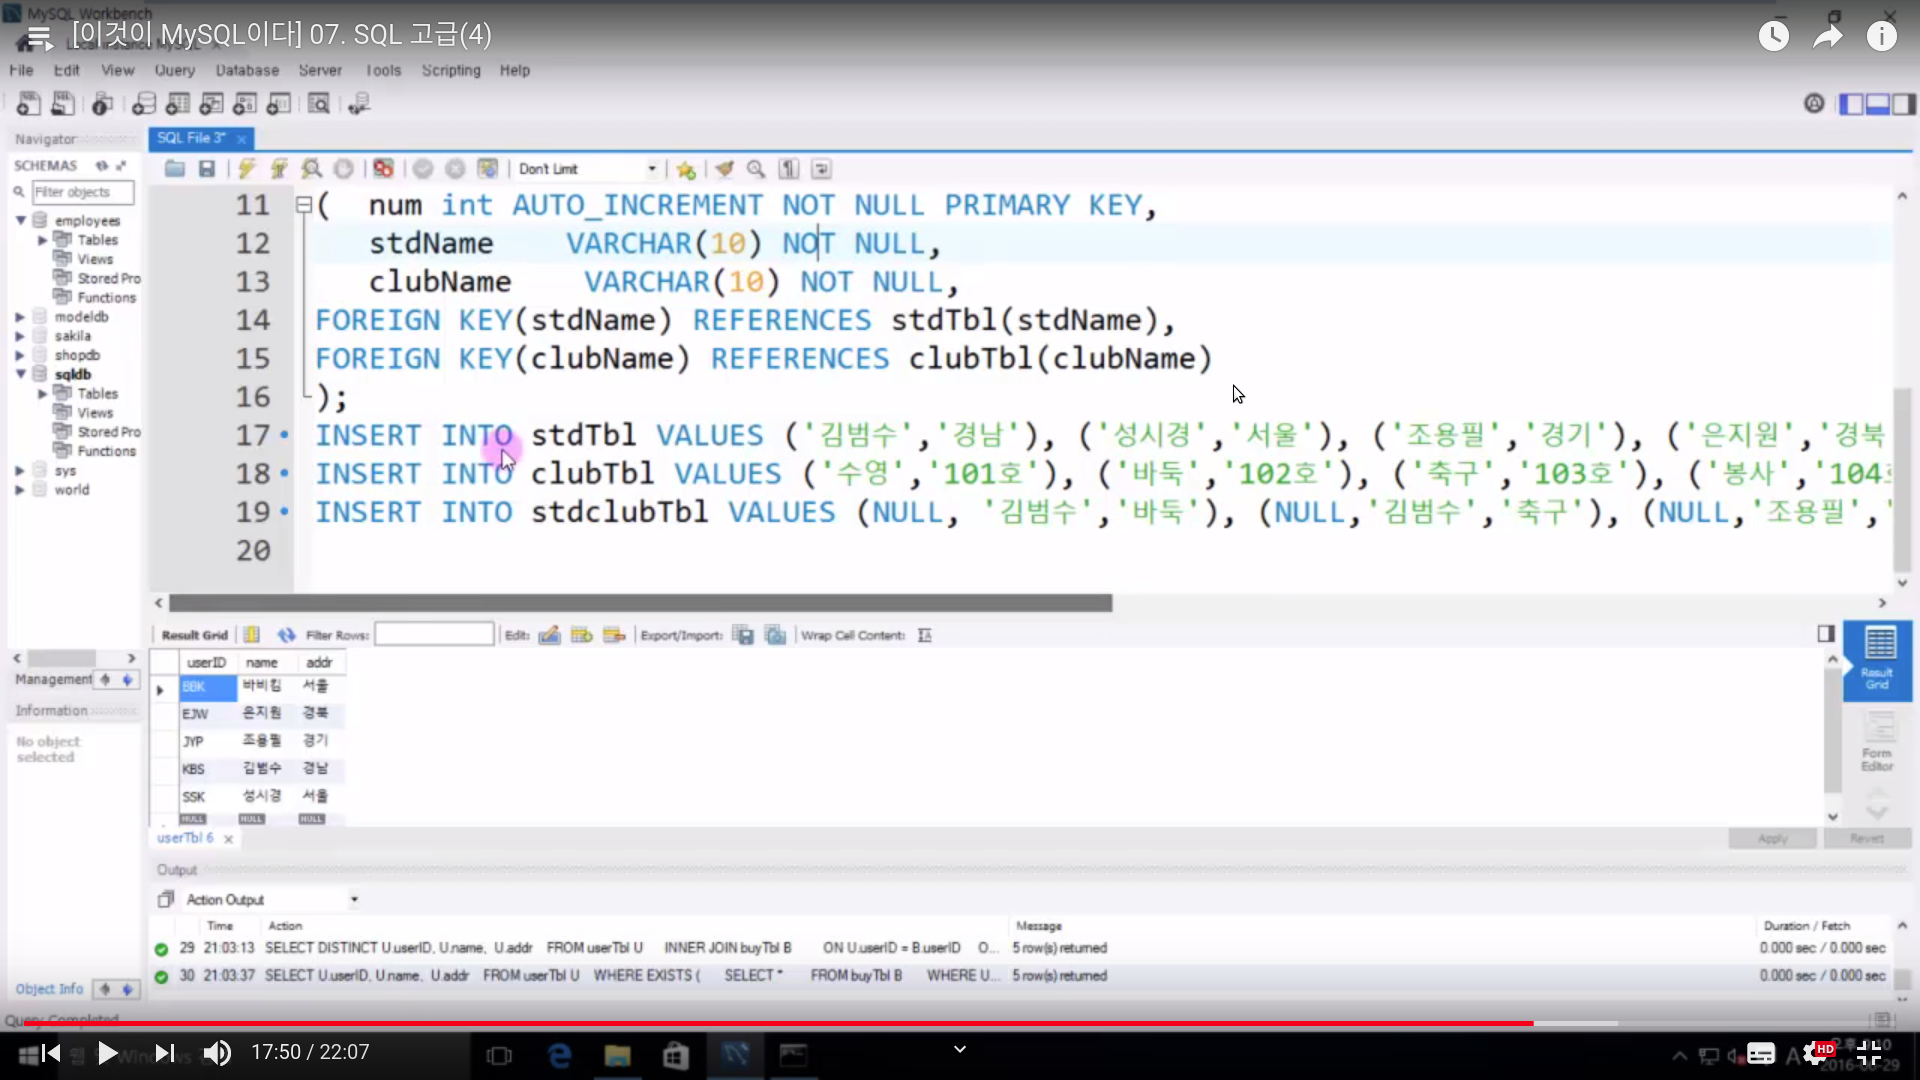 MySQL Workbench
[이것이 MySQL이다] 07. SQL 고급(4)
File Edit View Query Database Server Tools Scripting Help
Navigator
SQL File 3*
SCHEMAS
Don't Limit
Filter objects
employees
Tables
Views
Stored Pro
Functions
modeldb
sakila
shopdb
sqldb
Tables
Views
Stored Pro
Functions
sys
world
11 ( num int AUTO_INCREMENT NOT NULL PRIMARY KEY,
12 stdName VARCHAR(10) NOT NULL,
13 clubName VARCHAR(10) NOT NULL,
14 FOREIGN KEY(stdName) REFERENCES stdTbl(stdName),
15 FOREIGN KEY(clubName) REFERENCES clubTbl(clubName)
16 );
17 INSERT INTO stdTbl VALUES ('김범수','경남'), ('성시경','서울'), ('조용필','경기'), ('은지원','경북
18 INSERT INTO clubTbl VALUES ('수영','101호'), ('바둑','102호'), ('축구','103호'), ('봉사','104호
19 INSERT INTO stdclubTbl VALUES (NULL, '김범수','바둑'), (NULL,'김범수','축구'), (NULL,'조용필','
20
Management
Information
No object
selected
Object Info
Result Grid Filter Rows: Edit: Export/Import: Wrap Cell Content:
userID name addr
BBK 바비킴 서울
EJW 은지원 경북
JYP 조용필 경기
KBS 김범수 경남
SSK 성시경 서울
NULL NULL NULL
Result
Grid
Form
Editor
userTbl 6
Apply Revert
Output
Action Output
Time Action Message Duration / Fetch
29 21:03:13 SELECT DISTINCT U.userID, U.name, U.addr FROM userTbl U INNER JOIN buyTbl B ON U.userID = B.userID O... 5 row(s) returned 0.000 sec / 0.000 sec
30 21:03:37 SELECT U.userID, U.name, U.addr FROM userTbl U WHERE EXISTS ( SELECT * FROM buyTbl B WHERE U... 5 row(s) returned 0.000 sec / 0.000 sec
Query Completed
17:50 / 22:07
HD